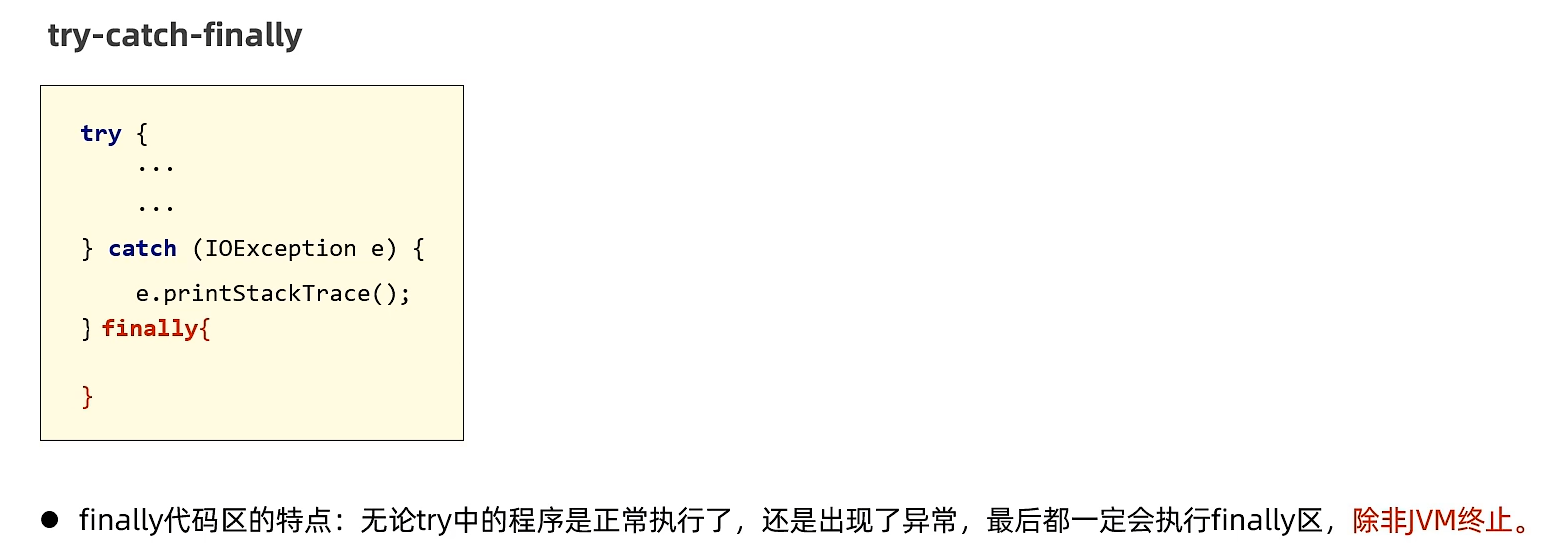 try-catch-finally
try {
    ...
    ...
} catch (IOException e) {
    e.printStackTrace();
} finally{
}
● finally代码区的特点：无论try中的程序是正常执行了，还是出现了异常，最后都一定会执行finally区，除非JVM终止。